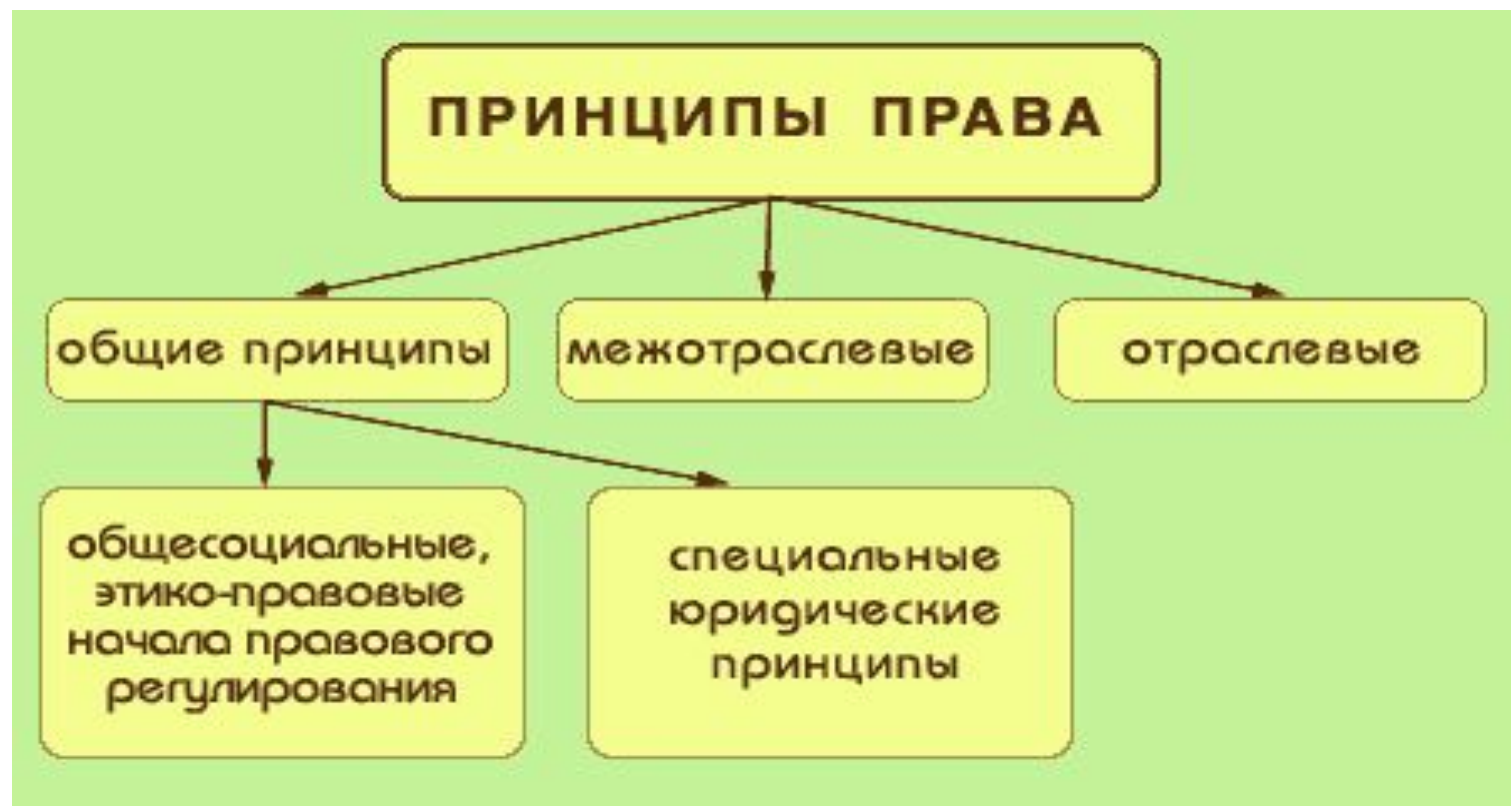 ПРИНЦИПЫ ПРАВА
общие принципы
межотраслевые
отраслевые
общесоциальные,
этико-правовые
начала правового
регулирования
специальные
юридические
принципы